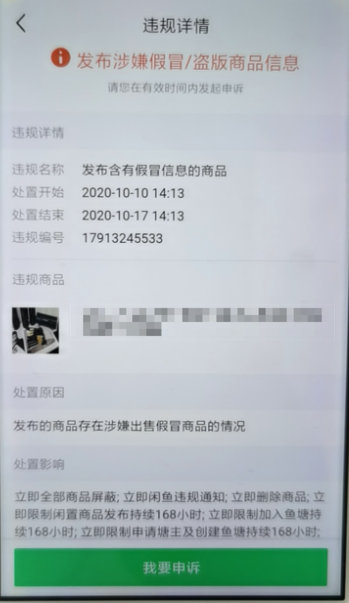 违规详情
发布涉嫌假冒/盗版商品信息
请您在有效时间内发起申诉
违规详情
违规名称 发布含有假冒信息的商品
处置开始 2020-10-10 14:13
处置结束 2020-10-17 14:13
违规编号 17913245533
违规商品
处置原因
发布的商品存在涉嫌出售假冒商品的情况
处置影响
立即全部商品屏蔽; 立即闲鱼违规通知; 立即删除商品; 立
即限制闲置商品发布持续168小时; 立即限制加入鱼塘持
续168小时; 立即限制申请塘主及创建鱼塘持续168小时;
我要申诉